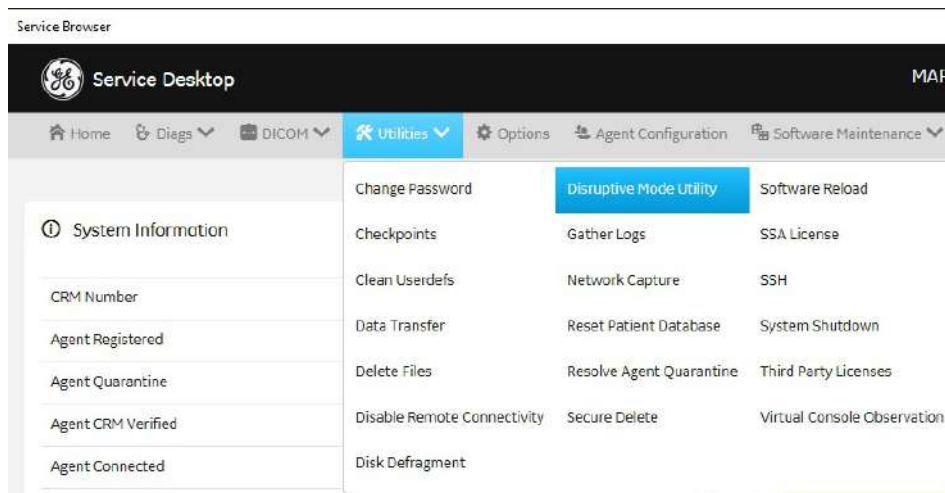 Service Browser
Service Desktop
Home Diags DICOM Utilities Options Agent Configuration Software Maintenance
Change Password Disruptive Mode Utility Software Reload
System Information
Checkpoints Gather Logs SSA License
Clean Userdefs Network Capture SSH
CRM Number
Data Transfer Reset Patient Database System Shutdown
Agent Registered
Delete Files Resolve Agent Quarantine Third Party Licenses
Agent Quarantine
Disable Remote Connectivity Secure Delete Virtual Console Observation
Agent CRM Verified
Disk Defragment
Agent Connected